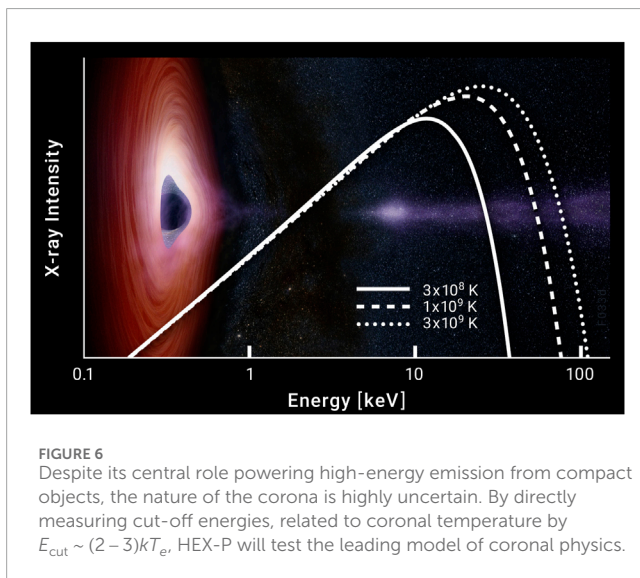 X-ray Intensity
3x10⁸ K
1x10⁹ K
3x10⁹ K
0.1 1 10 100
Energy [keV]
FIGURE 6
Despite its central role powering high-energy emission from compact
objects, the nature of the corona is highly uncertain. By directly
measuring cut-off energies, related to coronal temperature by
E_cut ~ (2 – 3)kT_e, HEX-P will test the leading model of coronal physics.